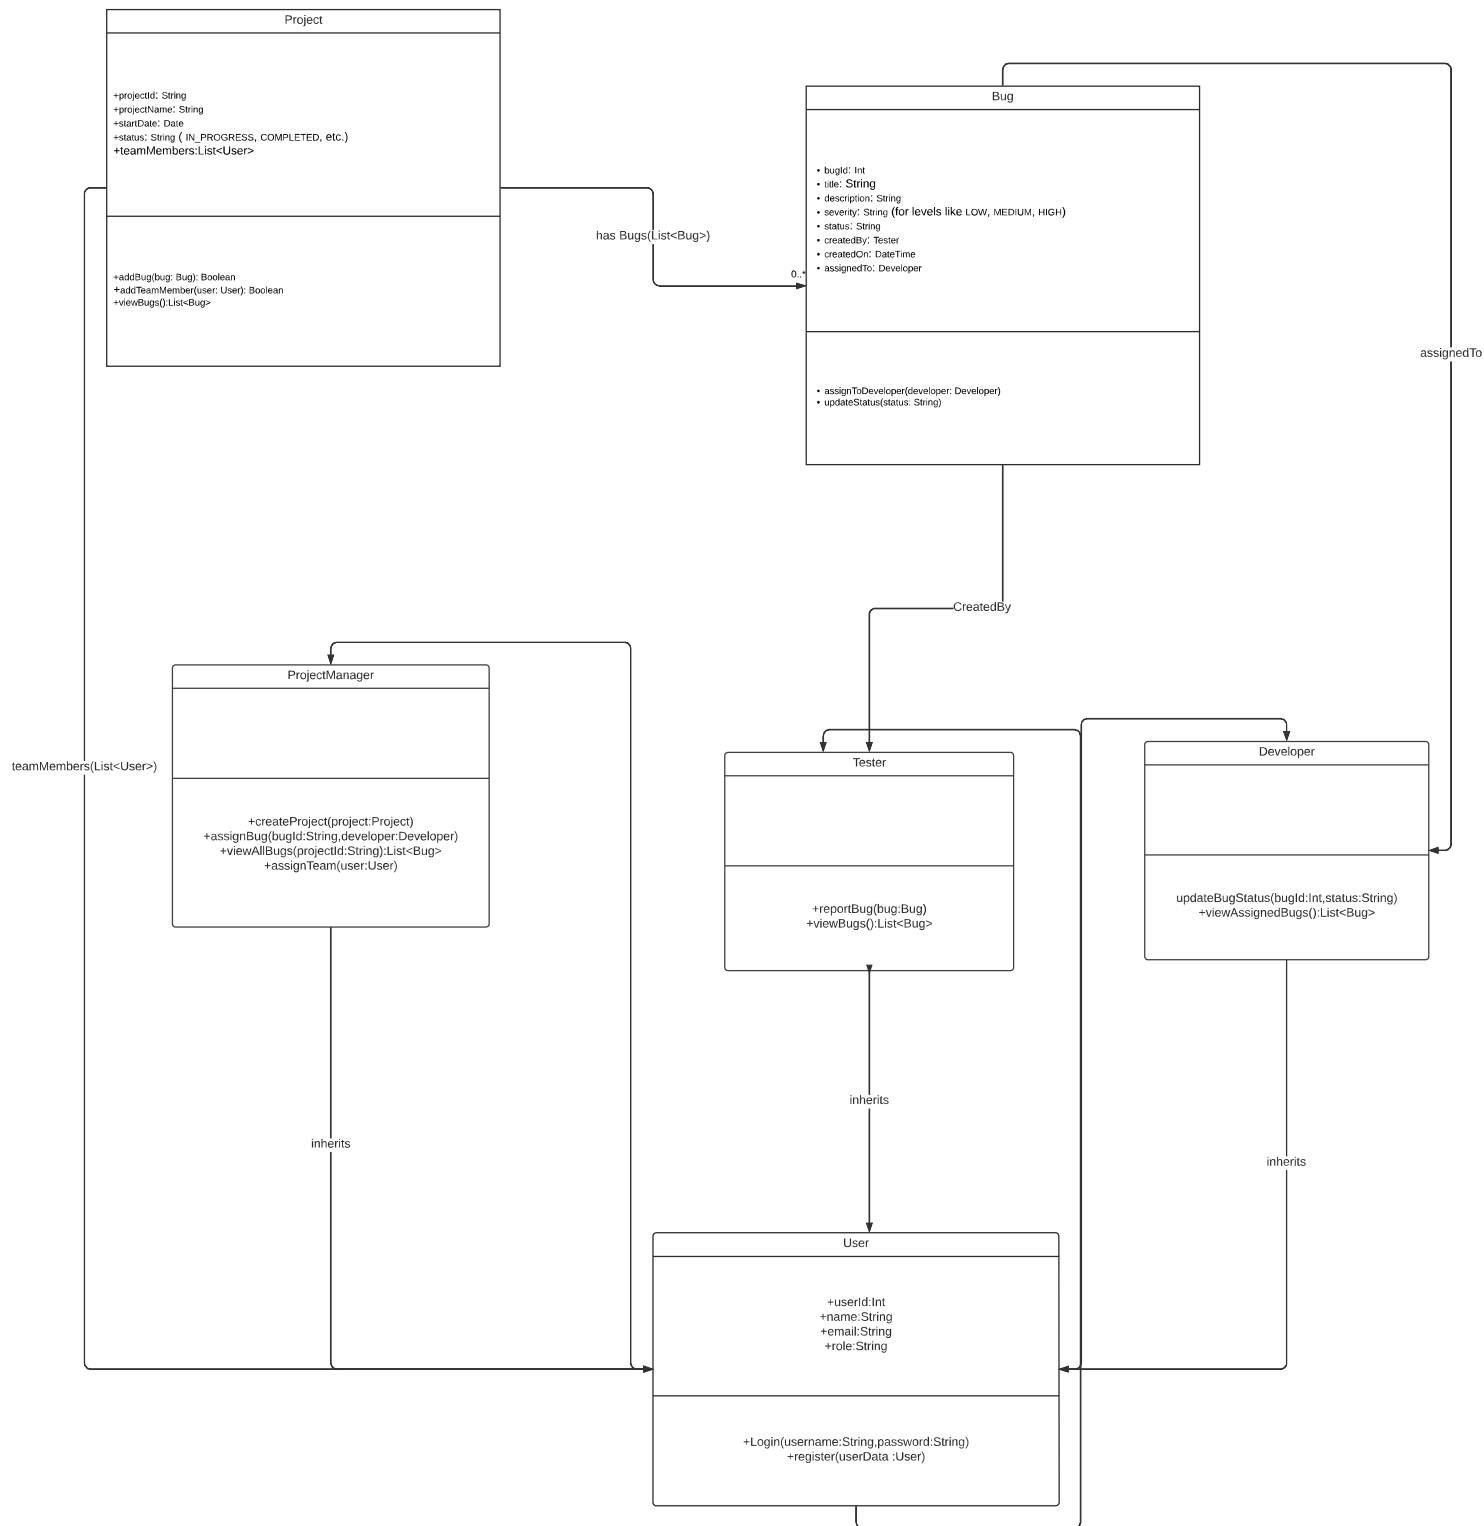 Project
+projectId: String
+projectName: String
+startDate: Date
+status: String ( IN_PROGRESS, COMPLETED, etc.)
+teamMembers:List<User>
+addBug(bug: Bug): Boolean
+addTeamMember(user: User): Boolean
+viewBugs():List<Bug>
has Bugs(List<Bug>)
0..*
Bug
• bugId: Int
• title: String
• description: String
• severity: String (for levels like LOW, MEDIUM, HIGH)
• status: String
• createdBy: Tester
• createdOn: DateTime
• assignedTo: Developer
• assignToDeveloper(developer: Developer)
• updateStatus(status: String)
assignedTo
CreatedBy
teamMembers(List<User>)
ProjectManager
+createProject(project:Project)
+assignBug(bugId:String,developer:Developer)
+viewAllBugs(projectId:String):List<Bug>
+assignTeam(user:User)
Tester
+reportBug(bug:Bug)
+viewBugs():List<Bug>
Developer
updateBugStatus(bugId:Int,status:String)
+viewAssignedBugs():List<Bug>
inherits
inherits
inherits
User
+userId:Int
+name:String
+email:String
+role:String
+Login(username:String,password:String)
+register(userData :User)